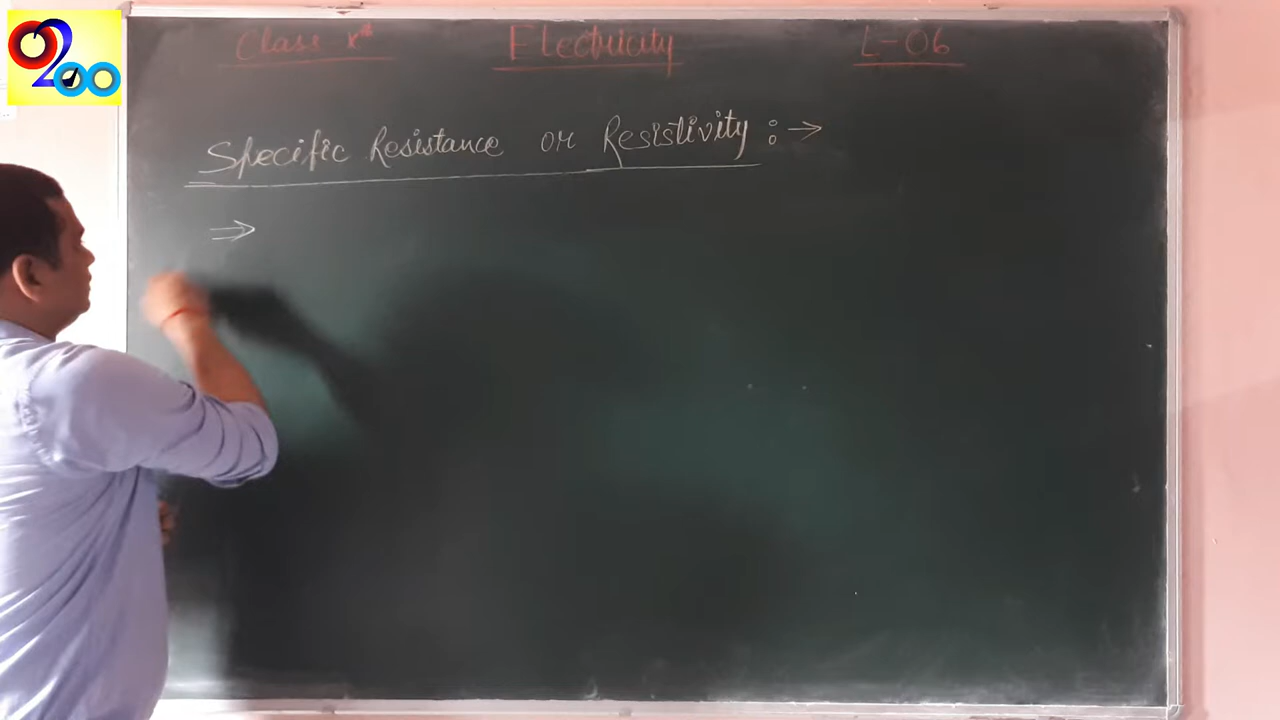 Class Xth Electricity L-06
Specific Resistance or Resistivity :→
⇒